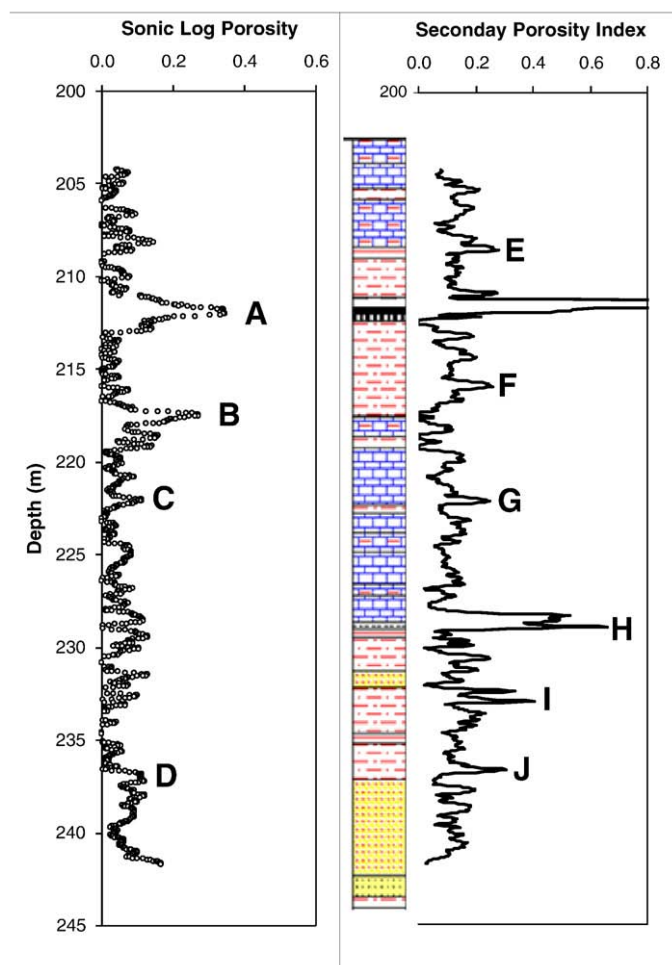 Sonic Log Porosity
0.0 0.2 0.4 0.6
200
205
210
215
220
225
230
235
240
245
Depth (m)
A
B
C
D
Seconday Porosity Index
0.0 0.2 0.4 0.6 0.8
200
E
F
G
H
I
J